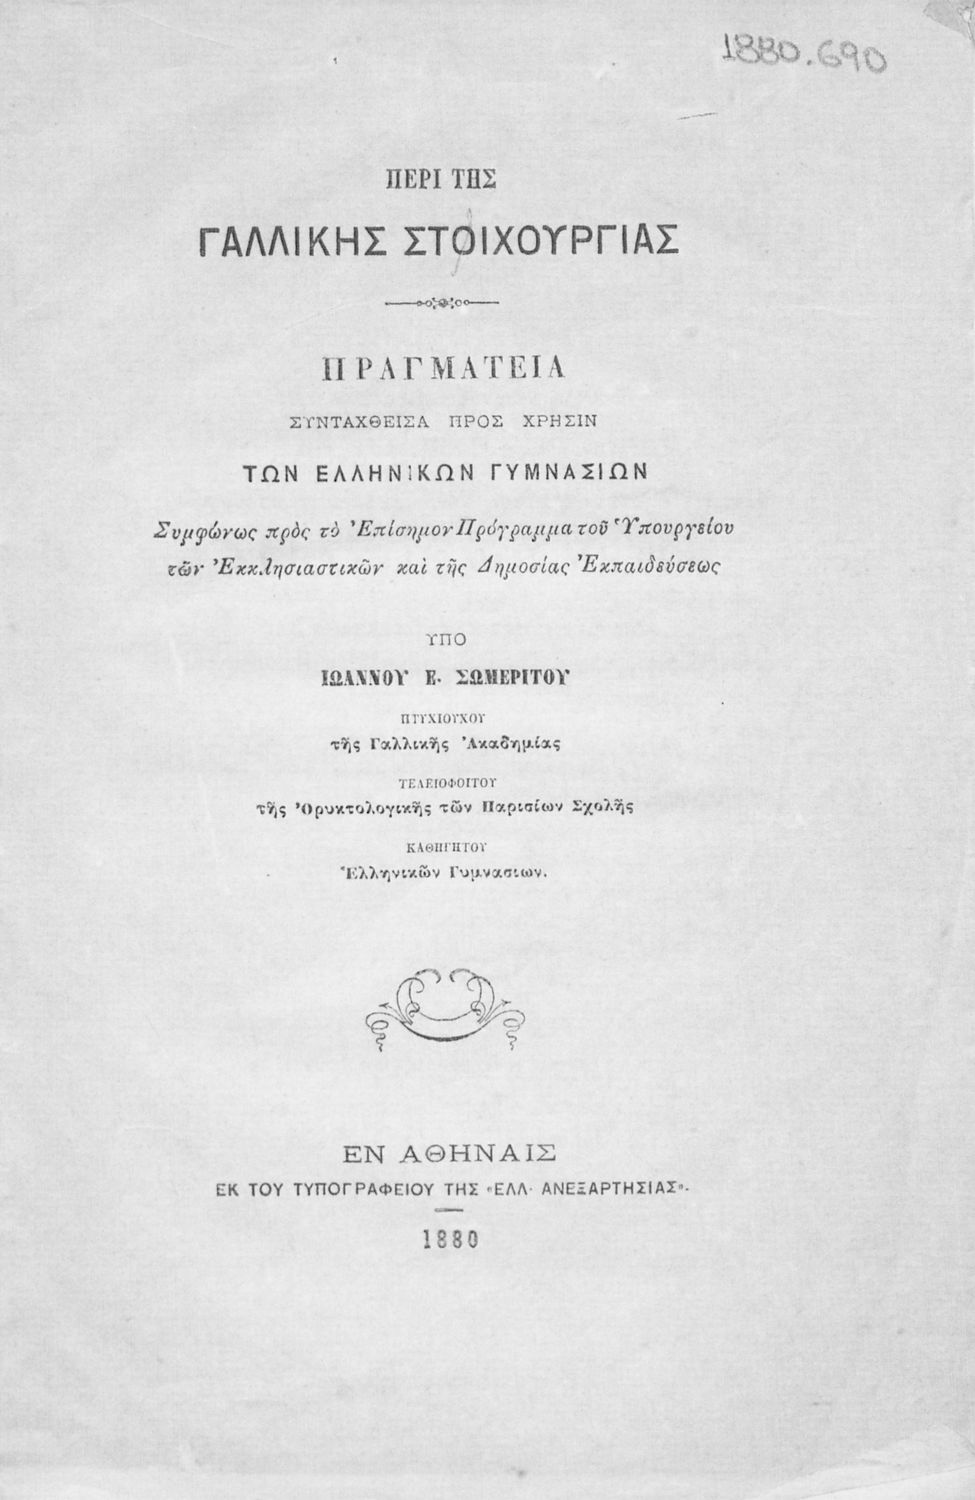 1880.690
ΠΕΡΙ ΤΗΣ
ΓΑΛΛΙΚΗΣ ΣΤΟΙΧΟΥΡΓΙΑΣ
ΠΡΑΓΜΑΤΕΙΑ
ΣΥΝΤΑΧΘΕΙΣΑ ΠΡΟΣ ΧΡΗΣΙΝ
ΤΩΝ ΕΛΛΗΝΙΚΩΝ ΓΥΜΝΑΣΙΩΝ
Συμφώνως πρὸς τὸ Ἐπίσημον Πρόγραμμα τοῦ Ὑπουργείου
τῶν Ἐκκλησιαστικῶν καὶ τῆς Δημοσίας Ἐκπαιδεύσεως
ΥΠΟ
ΙΩΑΝΝΟΥ Ε. ΣΩΜΕΡΙΤΟΥ
ΠΤΥΧΙΟΥΧΟΥ
τῆς Γαλλικῆς Ἀκαδημίας
ΤΕΛΕΙΟΦΟΙΤΟΥ
τῆς Ὀρυκτολογικῆς τῶν Παρισίων Σχολῆς
ΚΑΘΗΓΗΤΟΥ
Ἑλληνικῶν Γυμνασιων.
ΕΝ ΑΘΗΝΑΙΣ
ΕΚ ΤΟΥ ΤΥΠΟΓΡΑΦΕΙΟΥ ΤΗΣ «ΕΛΛ. ΑΝΕΞΑΡΤΗΣΙΑΣ».
1880